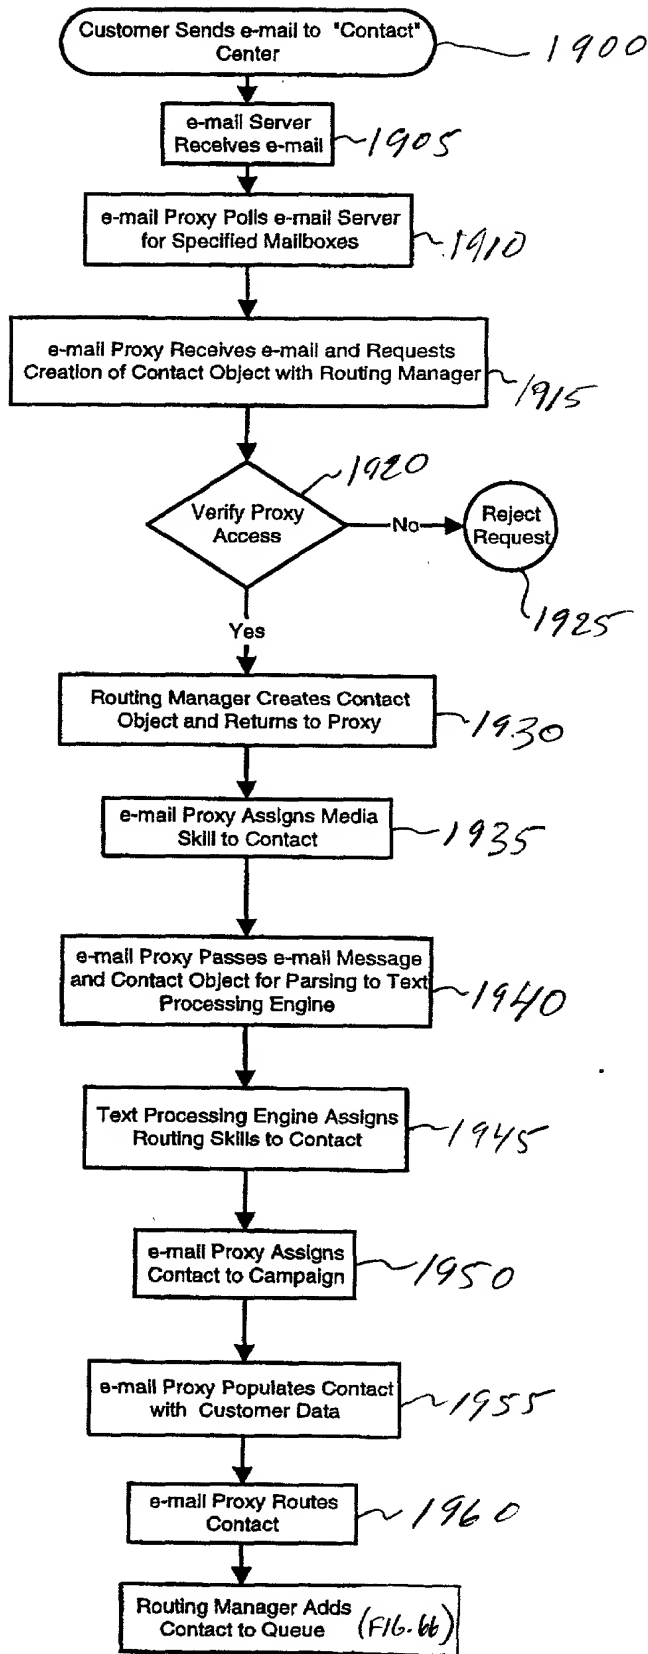 Customer Sends e-mail to "Contact"
Center
1900
e-mail Server
Receives e-mail
1905
e-mail Proxy Polls e-mail Server
for Specified Mailboxes
1910
e-mail Proxy Receives e-mail and Requests
Creation of Contact Object with Routing Manager
1915
1920
Verify Proxy
Access
No
Reject
Request
1925
Yes
Routing Manager Creates Contact
Object and Returns to Proxy
1930
e-mail Proxy Assigns Media
Skill to Contact
1935
e-mail Proxy Passes e-mail Message
and Contact Object for Parsing to Text
Processing Engine
1940
Text Processing Engine Assigns
Routing Skills to Contact
1945
e-mail Proxy Assigns
Contact to Campaign
1950
e-mail Proxy Populates Contact
with Customer Data
1955
e-mail Proxy Routes
Contact
1960
Routing Manager Adds
Contact to Queue (FIG. 6b)